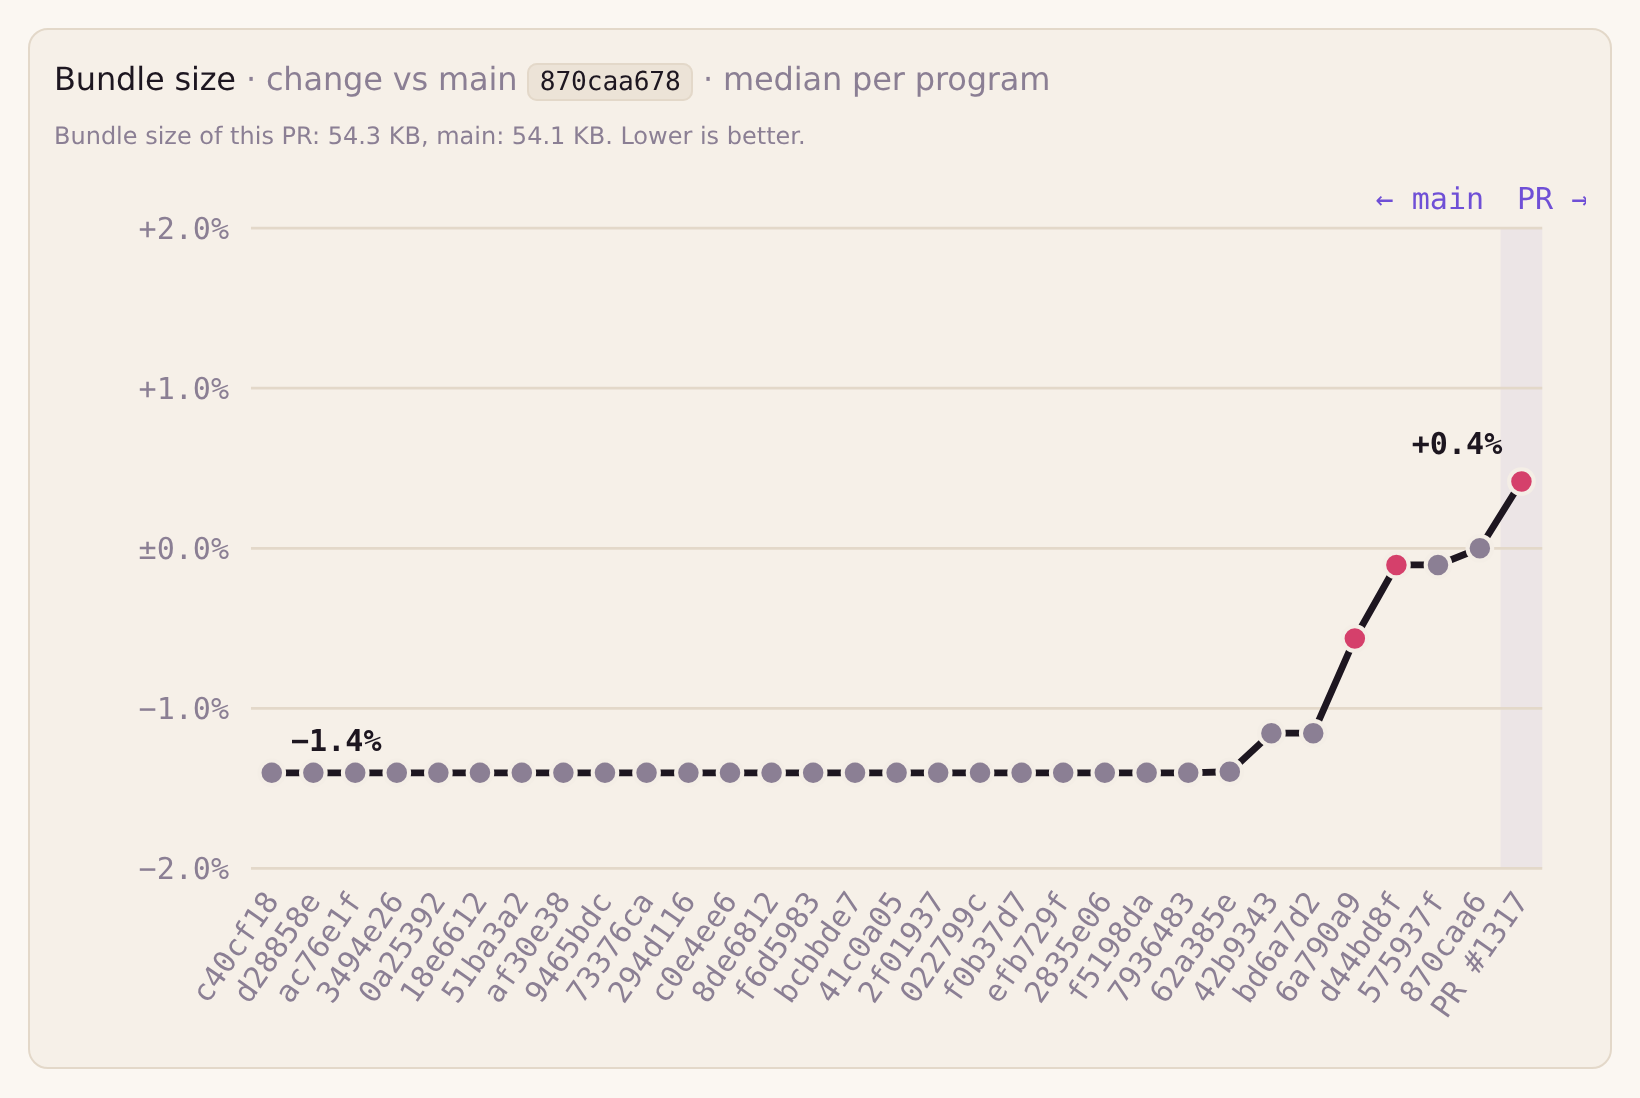 Bundle size · change vs main 870caa678 · median per program
Bundle size of this PR: 54.3 KB, main: 54.1 KB. Lower is better.
← main PR →
+2.0%
+1.0%
+0.4%
±0.0%
−1.0%
−1.4%
−2.0%
c40cf18
d28858e
ac76e1f
3494e26
0a25392
18e6612
51ba3a2
af30e38
9465bdc
73376ca
294d116
c0e4ee6
8de6812
f6d5983
bcbbde7
41c0a05
2f01937
022799c
f0b37d7
efb729f
2835e06
f5198da
7936483
62a385e
42b9343
bd6a7d2
6a790a9
d44bd8f
575937f
870caa6
PR #1317